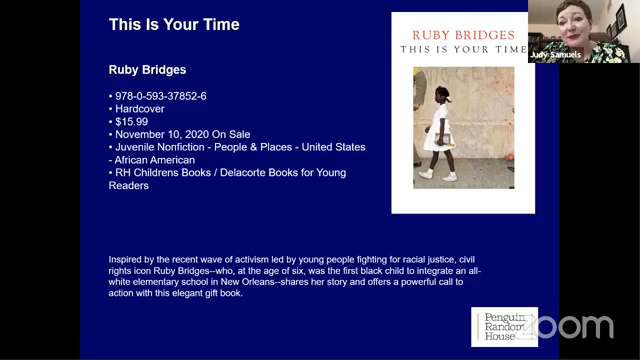 This Is Your Time
Ruby Bridges
• 978-0-593-37852-6
• Hardcover
• $15.99
• November 10, 2020 On Sale
• Juvenile Nonfiction - People & Places - United States
- African American
• RH Childrens Books / Delacorte Books for Young
Readers
RUBY BRIDGES
THIS IS YOUR TIME
Judy Samuels
Inspired by the recent wave of activism led by young people fighting for racial justice, civil
rights icon Ruby Bridges--who, at the age of six, was the first black child to integrate an all-
white elementary school in New Orleans--shares her story and offers a powerful call to
action with this elegant gift book.
Penguin
Random
House
zoom